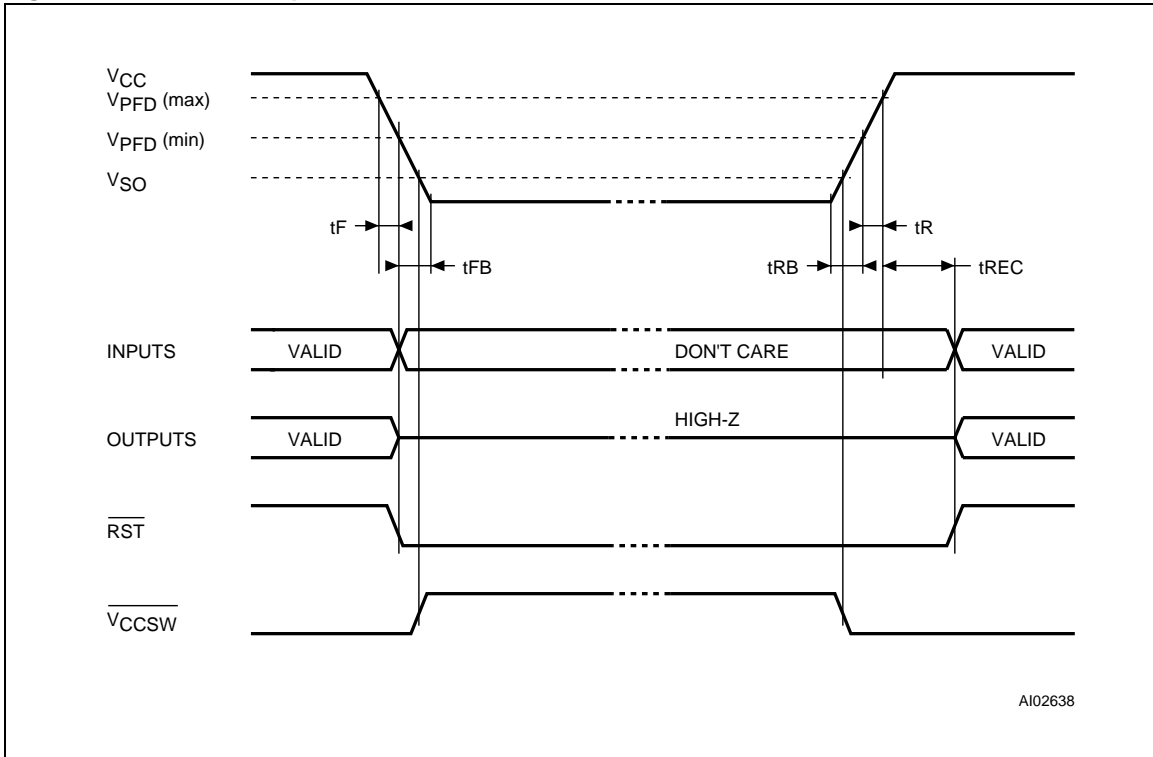 VCC
VPFD (max)
VPFD (min)
VSO
tF
tR
tFB
tRB
tREC
INPUTS
VALID
DON'T CARE
VALID
OUTPUTS
VALID
HIGH-Z
VALID
RST
VCCSW
AI02638